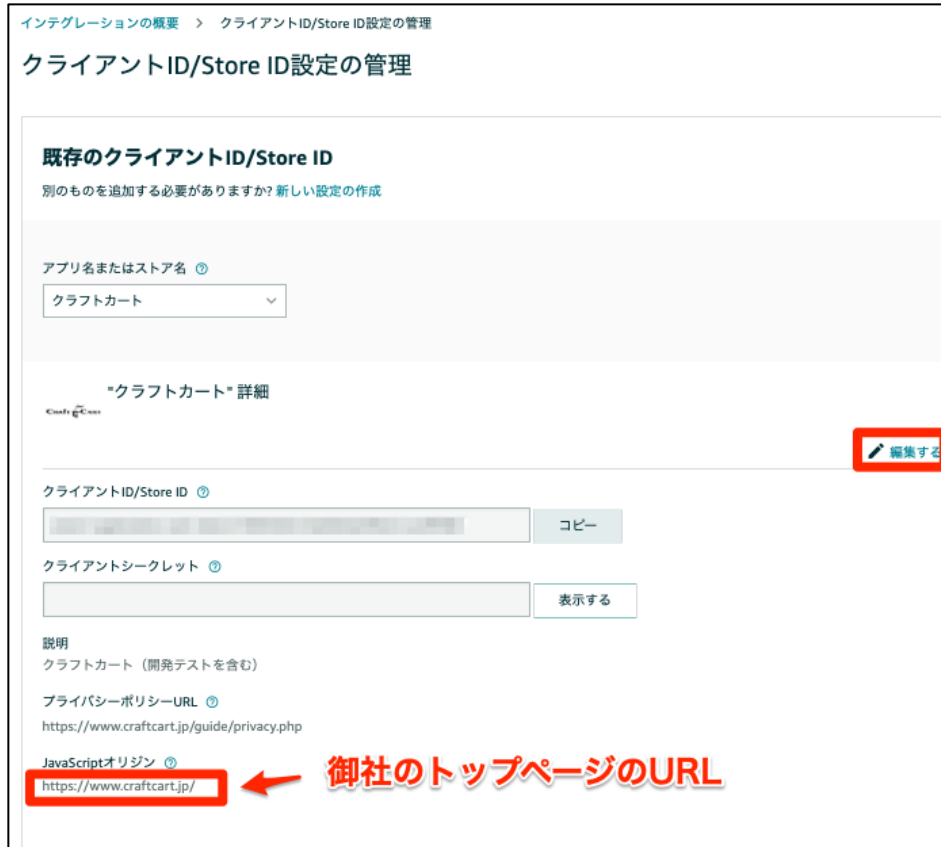 インテグレーションの概要 > クライアントID/Store ID設定の管理
クライアントID/Store ID設定の管理
既存のクライアントID/Store ID
別のものを追加する必要がありますか? 新しい設定の作成
アプリ名またはストア名
クラフトカート
"クラフトカート" 詳細
Craft Cart
編集する
クライアントID/Store ID
コピー
クライアントシークレット
表示する
説明
クラフトカート（開発テストを含む）
プライバシーポリシーURL
https://www.craftcart.jp/guide/privacy.php
JavaScriptオリジン
https://www.craftcart.jp/
御社のトップページのURL